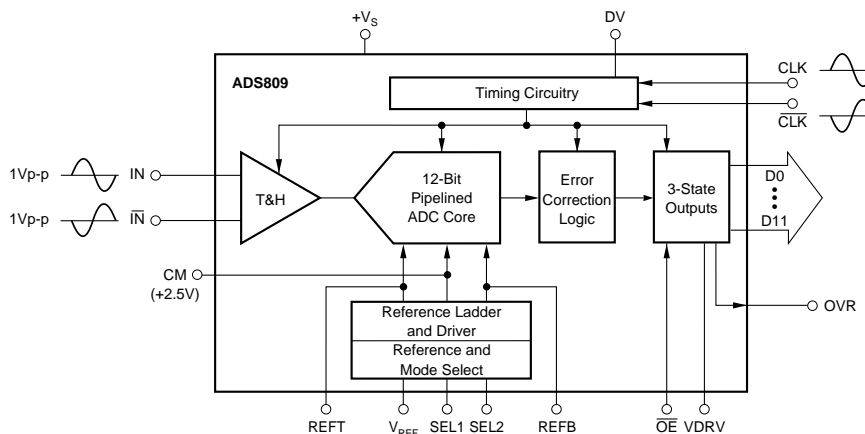 +VS
DV
ADS809
CLK
Timing Circuitry
CLK
1Vp-p
IN
T&H
12-Bit
Pipelined
ADC Core
Error
Correction
Logic
3-State
Outputs
D0
D11
1Vp-p
IN
CM
(+2.5V)
Reference Ladder
and Driver
Reference and
Mode Select
OVR
REFT
VREF
SEL1
SEL2
REFB
OE
VDRV